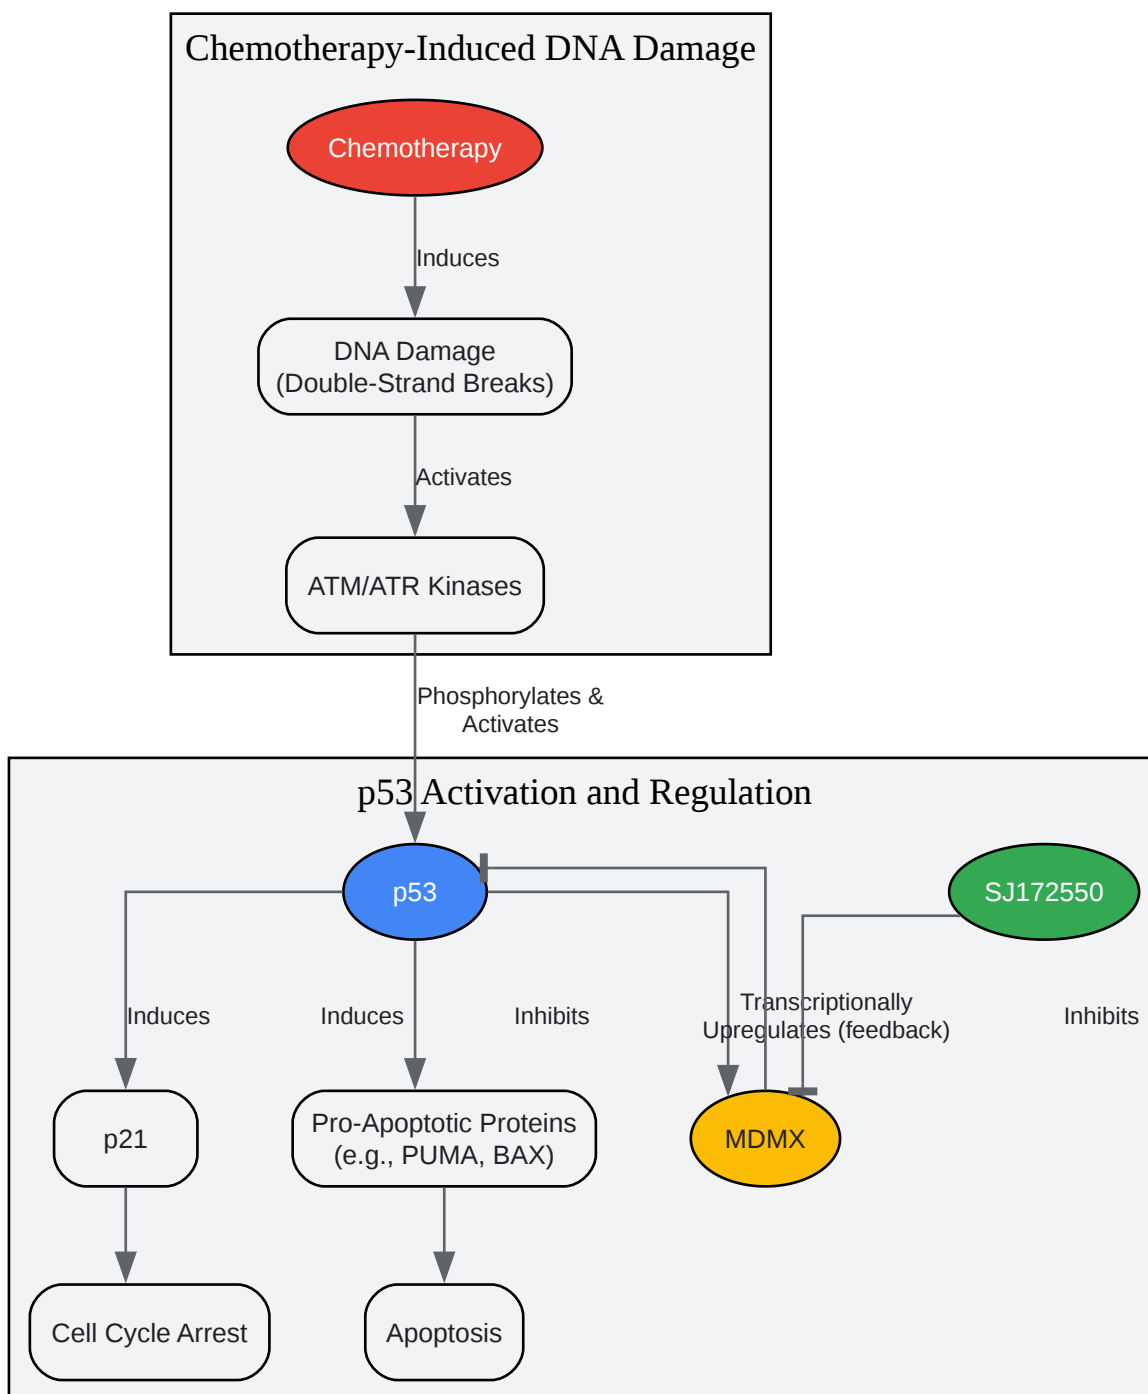 Chemotherapy-Induced DNA Damage
Chemotherapy
Induces
DNA Damage
(Double-Strand Breaks)
Activates
ATM/ATR Kinases
Phosphorylates &
Activates
p53 Activation and Regulation
p53
SJ172550
Induces
Induces
Inhibits
Transcriptionally
Upregulates (feedback)
Inhibits
p21
Pro-Apoptotic Proteins
(e.g., PUMA, BAX)
MDMX
Cell Cycle Arrest
Apoptosis